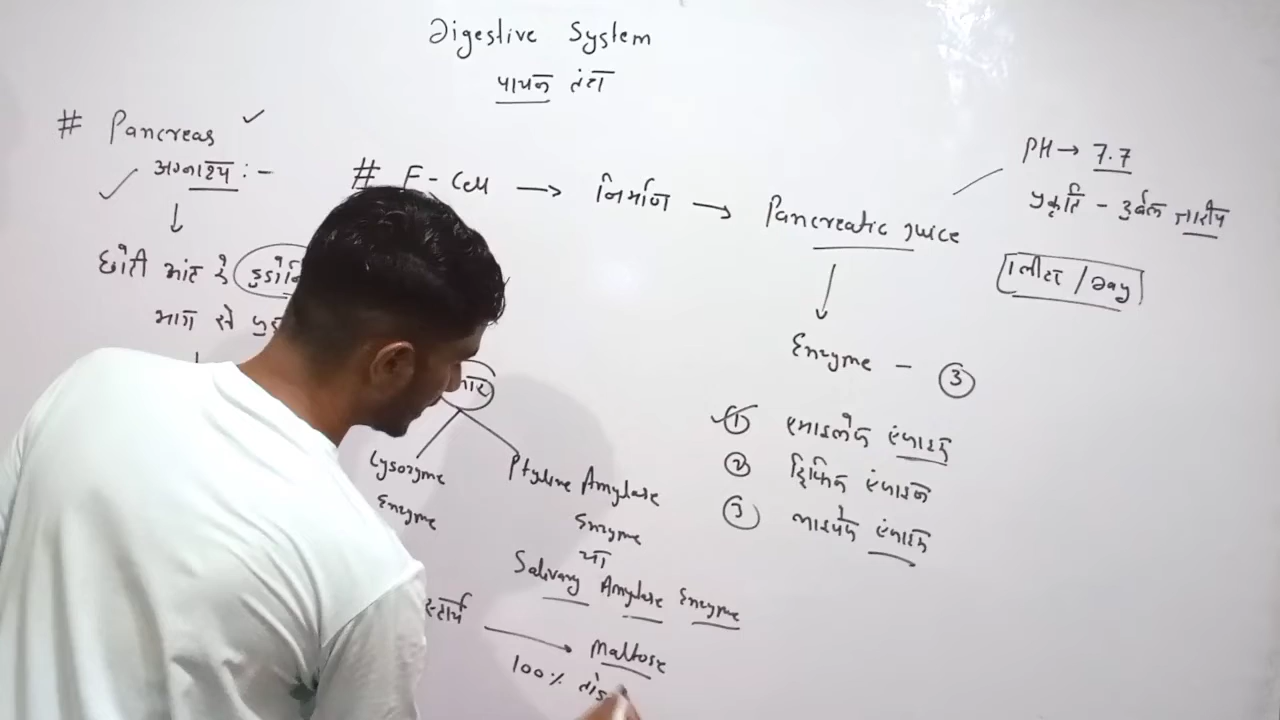 Digestive System
पाचन तंत्र
# Pancreas
अग्नाश्य :-
छोटी आंत के
भाग से
# F - Cell → निर्माण → Pancreatic Juice
PH → 7.7
प्रकृति - दुर्बल क्षारीय
1 लीटर / Day
Enzyme - ③
① एमाइलेज एंजाइम
② ट्रिप्सिन एंजाइम
③ लाइपेज एंजाइम
लार
Lysozyme
Enzyme
Ptyline Amylase
Enzyme
या
Salivary Amylase Enzyme
स्टार्च → Maltose
100%